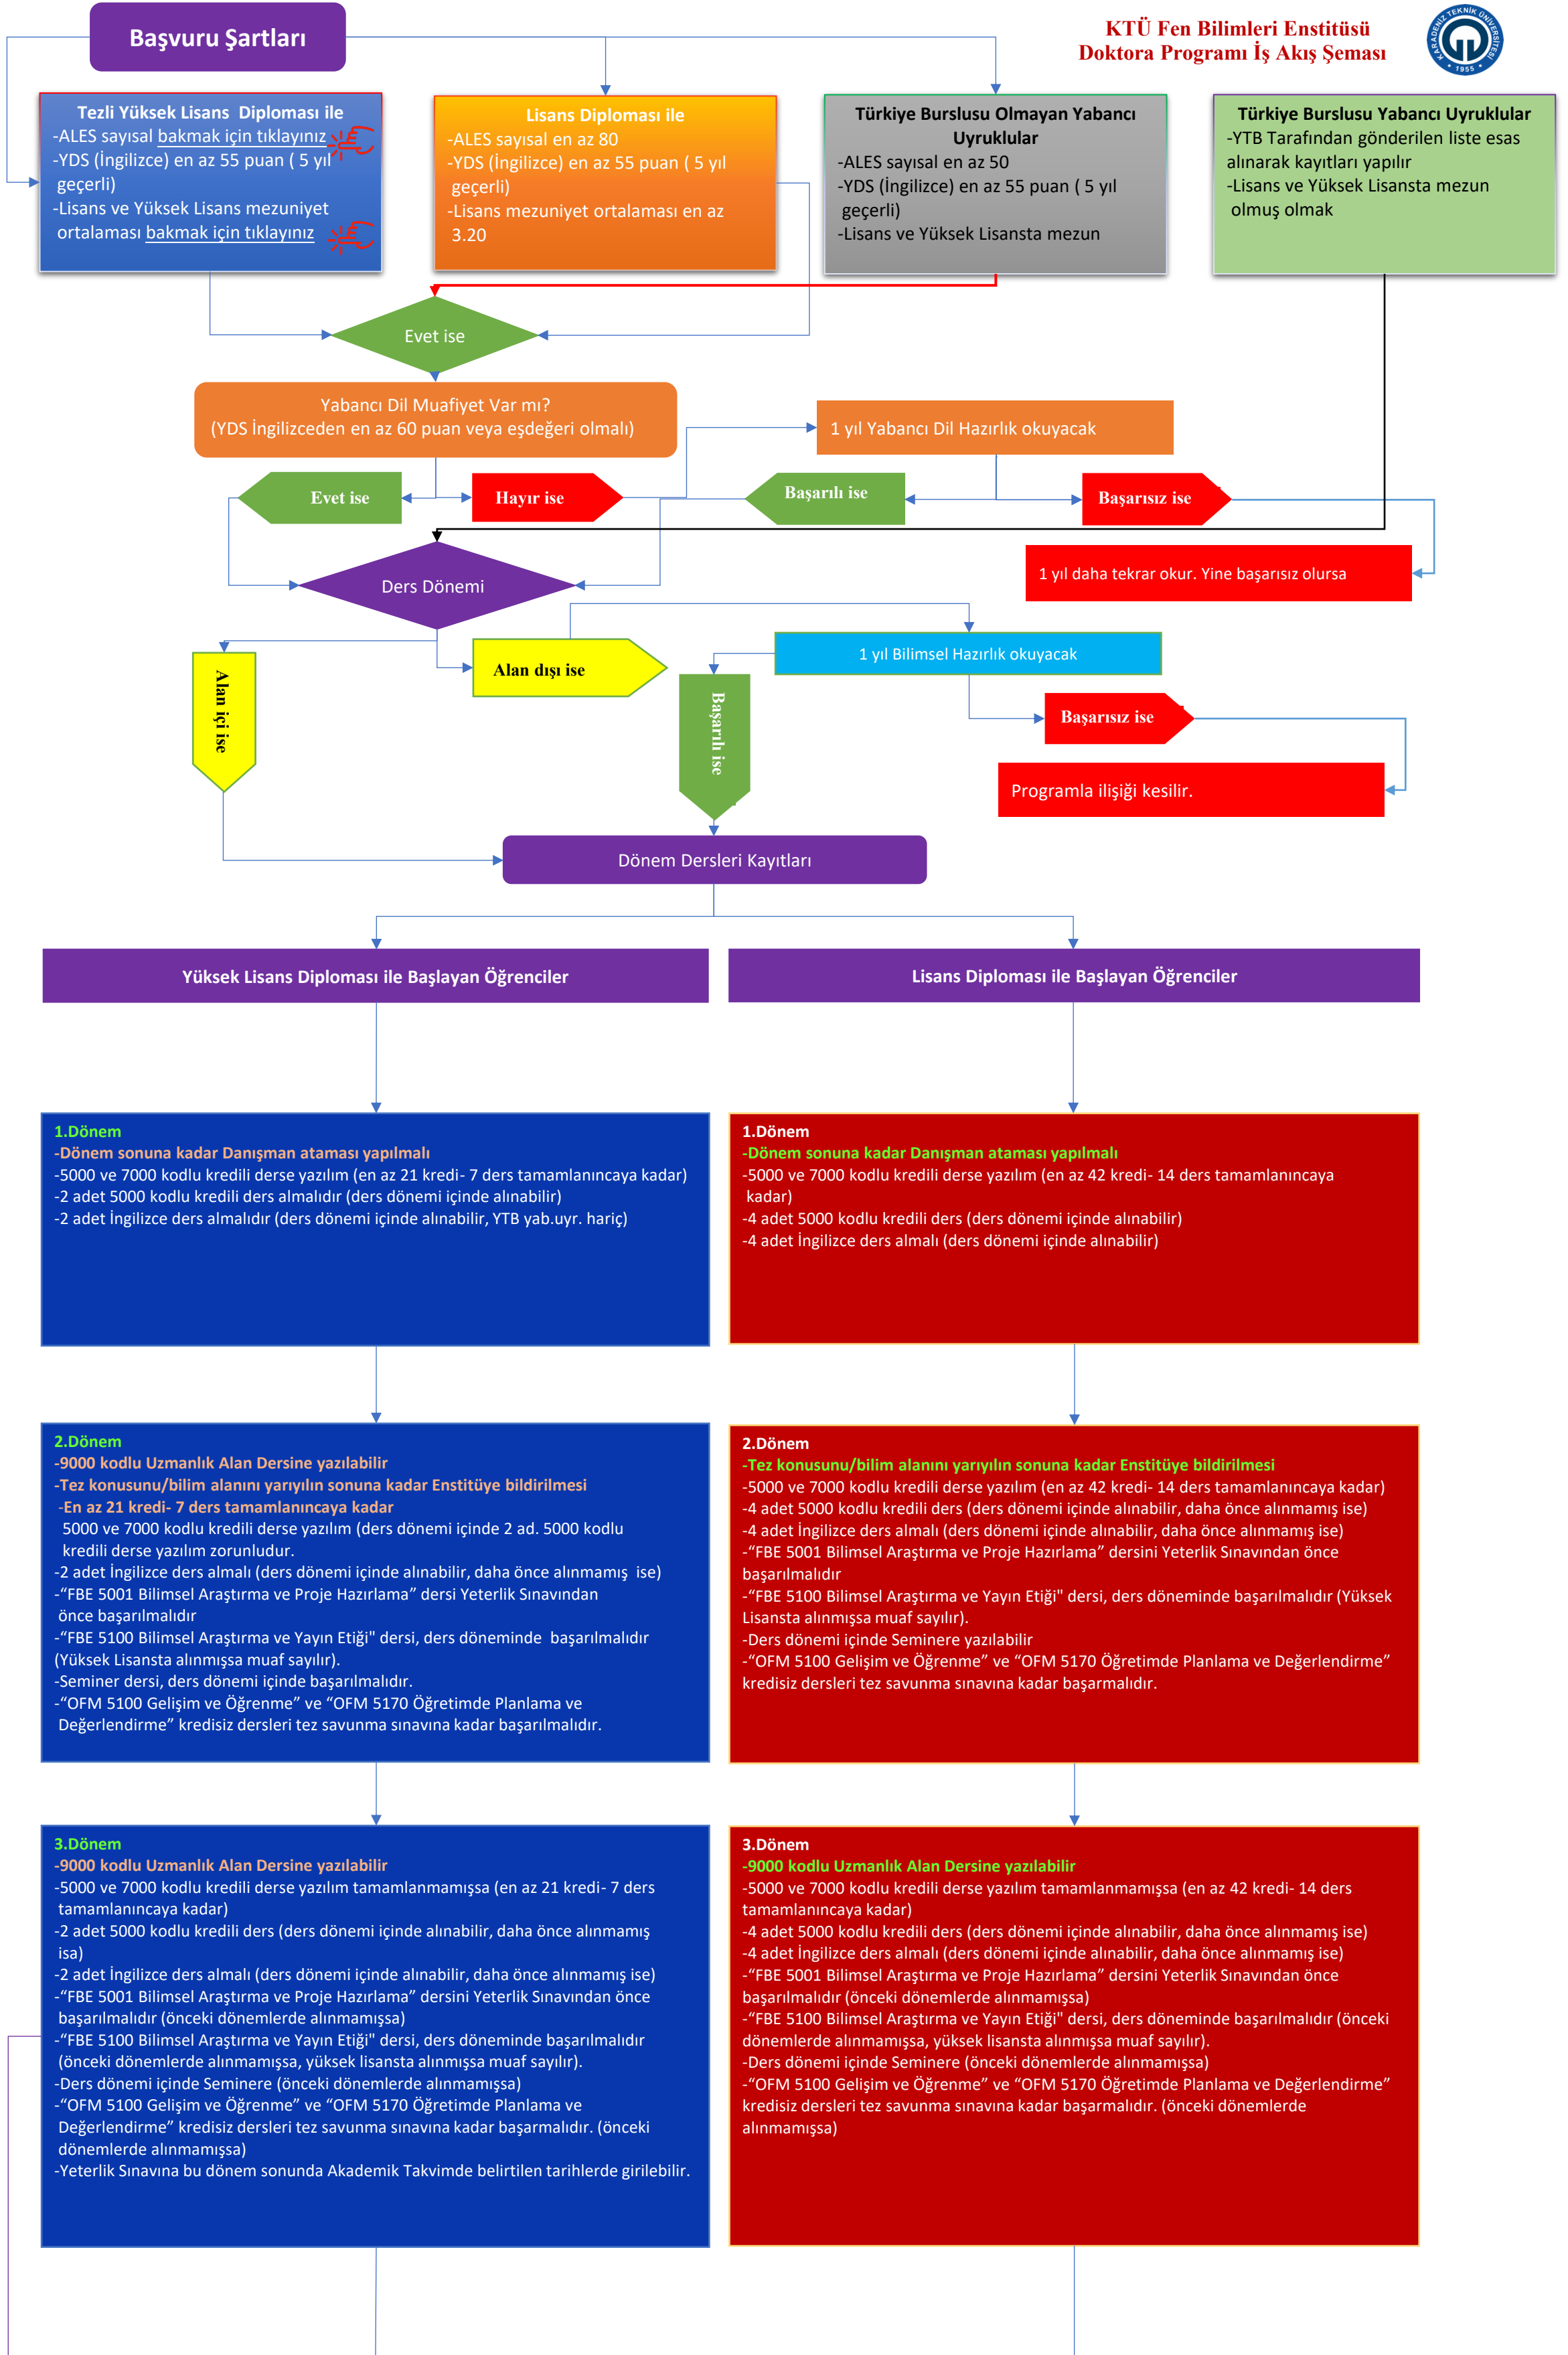 Başvuru Şartları
KTÜ Fen Bilimleri Enstitüsü
Doktora Programı İş Akış Şeması
KARADENİZ TEKNİK ÜNİVERSİTESİ
1955
Tezli Yüksek Lisans Diploması ile
-ALES sayısal bakmak için tıklayınız
-YDS (İngilizce) en az 55 puan ( 5 yıl
geçerli)
-Lisans ve Yüksek Lisans mezuniyet
ortalaması bakmak için tıklayınız
Lisans Diploması ile
-ALES sayısal en az 80
-YDS (İngilizce) en az 55 puan ( 5 yıl
geçerli)
-Lisans mezuniyet ortalaması en az
3.20
Türkiye Burslusu Olmayan Yabancı
Uyruklular
-ALES sayısal en az 50
-YDS (İngilizce) en az 55 puan ( 5 yıl
geçerli)
-Lisans ve Yüksek Lisansta mezun
Türkiye Burslusu Yabancı Uyruklular
-YTB Tarafından gönderilen liste esas
alınarak kayıtları yapılır
-Lisans ve Yüksek Lisansta mezun
olmuş olmak
Evet ise
Yabancı Dil Muafiyet Var mı?
(YDS İngilizceden en az 60 puan veya eşdeğeri olmalı)
1 yıl Yabancı Dil Hazırlık okuyacak
Evet ise
Hayır ise
Başarılı ise
Başarısız ise
1 yıl daha tekrar okur. Yine başarısız olursa
Ders Dönemi
Alan içi ise
Alan dışı ise
1 yıl Bilimsel Hazırlık okuyacak
Başarılı ise
Başarısız ise
Programla ilişiği kesilir.
Dönem Dersleri Kayıtları
Yüksek Lisans Diploması ile Başlayan Öğrenciler
Lisans Diploması ile Başlayan Öğrenciler
1.Dönem
-Dönem sonuna kadar Danışman ataması yapılmalı
-5000 ve 7000 kodlu kredili derse yazılım (en az 21 kredi- 7 ders tamamlanıncaya kadar)
-2 adet 5000 kodlu kredili ders almalıdır (ders dönemi içinde alınabilir)
-2 adet İngilizce ders almalıdır (ders dönemi içinde alınabilir, YTB yab.uyr. hariç)
1.Dönem
-Dönem sonuna kadar Danışman ataması yapılmalı
-5000 ve 7000 kodlu kredili derse yazılım (en az 42 kredi- 14 ders tamamlanıncaya
kadar)
-4 adet 5000 kodlu kredili ders (ders dönemi içinde alınabilir)
-4 adet İngilizce ders almalı (ders dönemi içinde alınabilir)
2.Dönem
-9000 kodlu Uzmanlık Alan Dersine yazılabilir
-Tez konusunu/bilim alanını yarıyılın sonuna kadar Enstitüye bildirilmesi
-En az 21 kredi- 7 ders tamamlanıncaya kadar
5000 ve 7000 kodlu kredili derse yazılım (ders dönemi içinde 2 ad. 5000 kodlu
kredili derse yazılım zorunludur.
-2 adet İngilizce ders almalı (ders dönemi içinde alınabilir, daha önce alınmamış ise)
-“FBE 5001 Bilimsel Araştırma ve Proje Hazırlama” dersi Yeterlik Sınavından
önce başarılmalıdır
-“FBE 5100 Bilimsel Araştırma ve Yayın Etiği" dersi, ders döneminde başarılmalıdır
(Yüksek Lisansta alınmışsa muaf sayılır).
-Seminer dersi, ders dönemi içinde başarılmalıdır.
-“OFM 5100 Gelişim ve Öğrenme” ve “OFM 5170 Öğretimde Planlama ve
Değerlendirme” kredisiz dersleri tez savunma sınavına kadar başarılmalıdır.
2.Dönem
-Tez konusunu/bilim alanını yarıyılın sonuna kadar Enstitüye bildirilmesi
-5000 ve 7000 kodlu kredili derse yazılım (en az 42 kredi- 14 ders tamamlanıncaya kadar)
-4 adet 5000 kodlu kredili ders (ders dönemi içinde alınabilir, daha önce alınmamış ise)
-4 adet İngilizce ders almalı (ders dönemi içinde alınabilir, daha önce alınmamış ise)
-“FBE 5001 Bilimsel Araştırma ve Proje Hazırlama” dersini Yeterlik Sınavından önce
başarılmalıdır
-“FBE 5100 Bilimsel Araştırma ve Yayın Etiği" dersi, ders döneminde başarılmalıdır (Yüksek
Lisansta alınmışsa muaf sayılır).
-Ders dönemi içinde Seminere yazılabilir
-“OFM 5100 Gelişim ve Öğrenme” ve “OFM 5170 Öğretimde Planlama ve Değerlendirme”
kredisiz dersleri tez savunma sınavına kadar başarmalıdır.
3.Dönem
-9000 kodlu Uzmanlık Alan Dersine yazılabilir
-5000 ve 7000 kodlu kredili derse yazılım tamamlanmamışsa (en az 21 kredi- 7 ders
tamamlanıncaya kadar)
-2 adet 5000 kodlu kredili ders (ders dönemi içinde alınabilir, daha önce alınmamış
isa)
-2 adet İngilizce ders almalı (ders dönemi içinde alınabilir, daha önce alınmamış ise)
-“FBE 5001 Bilimsel Araştırma ve Proje Hazırlama” dersini Yeterlik Sınavından önce
başarılmalıdır (önceki dönemlerde alınmamışsa)
-“FBE 5100 Bilimsel Araştırma ve Yayın Etiği" dersi, ders döneminde başarılmalıdır
(önceki dönemlerde alınmamışsa, yüksek lisansta alınmışsa muaf sayılır).
-Ders dönemi içinde Seminere (önceki dönemlerde alınmamışsa)
-“OFM 5100 Gelişim ve Öğrenme” ve “OFM 5170 Öğretimde Planlama ve
Değerlendirme” kredisiz dersleri tez savunma sınavına kadar başarmalıdır. (önceki
dönemlerde alınmamışsa)
-Yeterlik Sınavına bu dönem sonunda Akademik Takvimde belirtilen tarihlerde girilebilir.
3.Dönem
-9000 kodlu Uzmanlık Alan Dersine yazılabilir
-5000 ve 7000 kodlu kredili derse yazılım tamamlanmamışsa (en az 42 kredi- 14 ders
tamamlanıncaya kadar)
-4 adet 5000 kodlu kredili ders (ders dönemi içinde alınabilir, daha önce alınmamış ise)
-4 adet İngilizce ders almalı (ders dönemi içinde alınabilir, daha önce alınmamış ise)
-“FBE 5001 Bilimsel Araştırma ve Proje Hazırlama” dersini Yeterlik Sınavından önce
başarılmalıdır (önceki dönemlerde alınmamışsa)
-“FBE 5100 Bilimsel Araştırma ve Yayın Etiği" dersi, ders döneminde başarılmalıdır (önceki
dönemlerde alınmamışsa, yüksek lisansta alınmışsa muaf sayılır).
-Ders dönemi içinde Seminere (önceki dönemlerde alınmamışsa)
-“OFM 5100 Gelişim ve Öğrenme” ve “OFM 5170 Öğretimde Planlama ve Değerlendirme”
kredisiz dersleri tez savunma sınavına kadar başarmalıdır. (önceki dönemlerde
alınmamışsa)